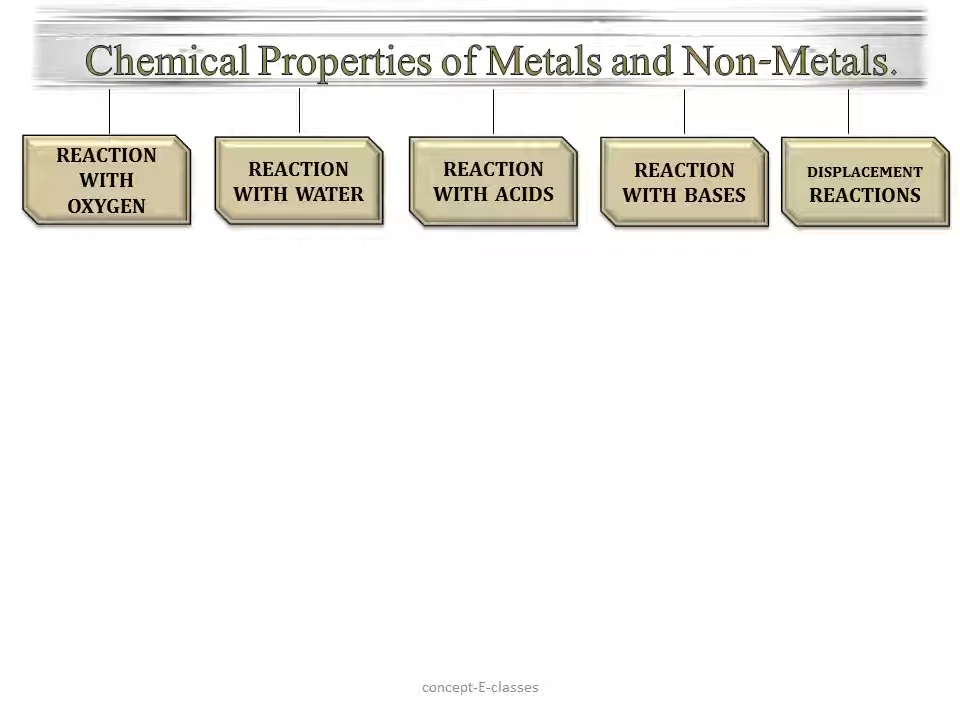 Chemical Properties of Metals and Non-Metals.
REACTION
WITH
OXYGEN
REACTION
WITH WATER
REACTION
WITH ACIDS
REACTION
WITH BASES
DISPLACEMENT
REACTIONS
concept-E-classes